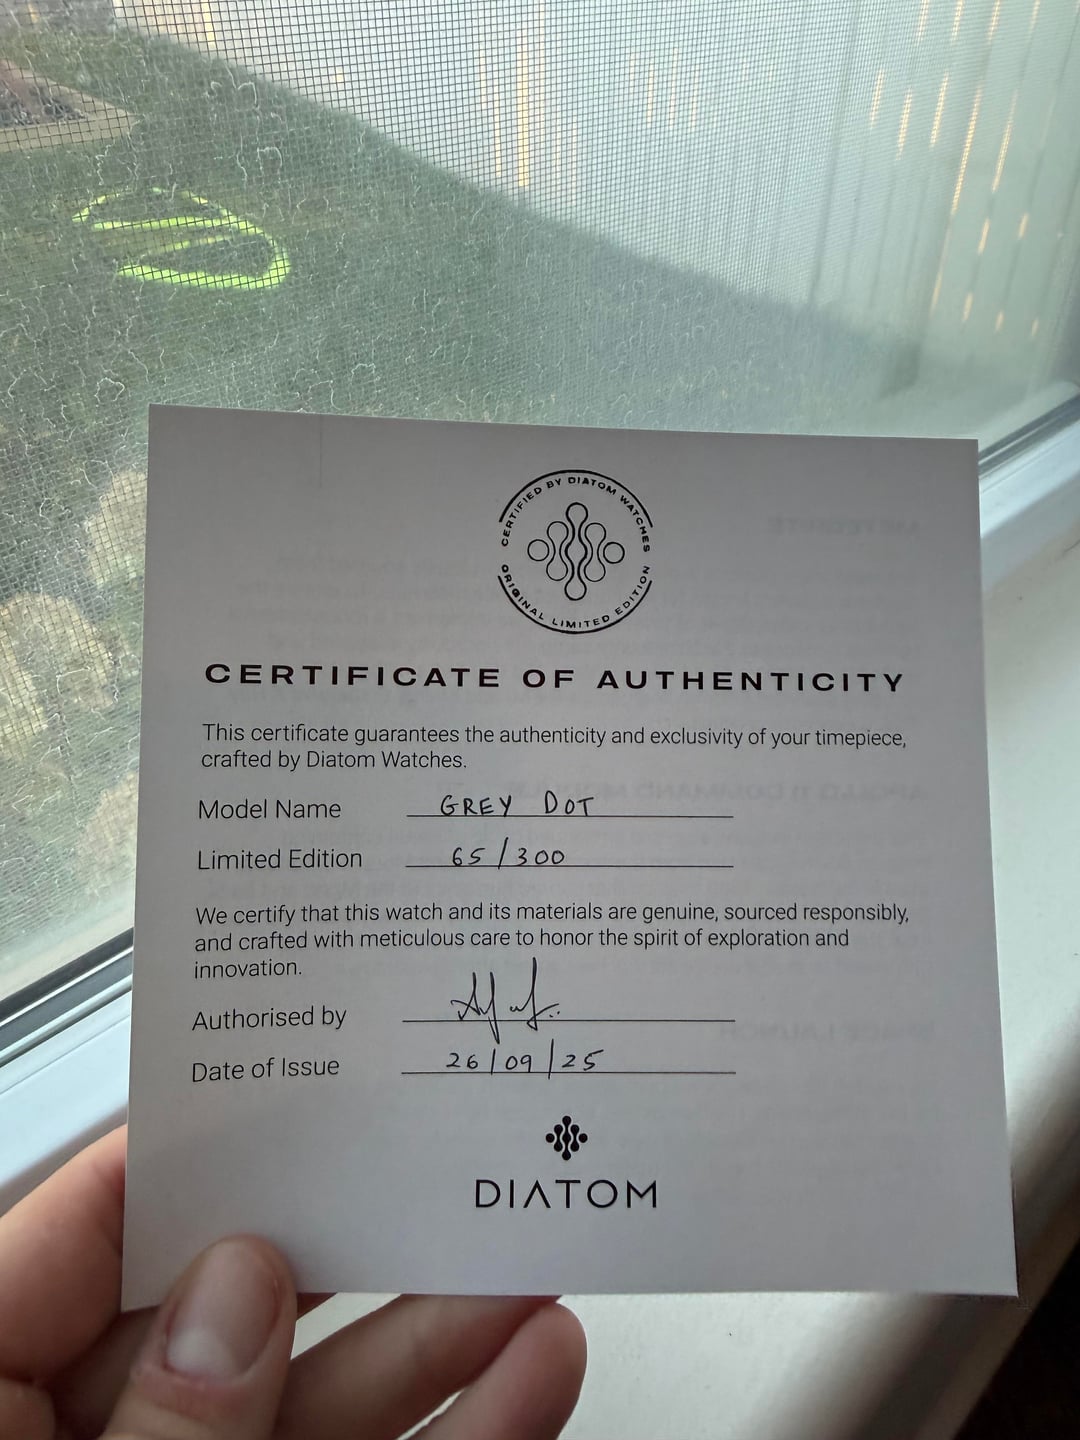 CERTIFIED BY DIATOM WATCHES
ORIGINAL LIMITED EDITION
CERTIFICATE OF AUTHENTICITY
This certificate guarantees the authenticity and exclusivity of your timepiece,
crafted by Diatom Watches.
Model Name GREY DOT
Limited Edition 65/300
We certify that this watch and its materials are genuine, sourced responsibly,
and crafted with meticulous care to honor the spirit of exploration and
innovation.
Authorised by
Date of Issue 26/09/25
DIATOM